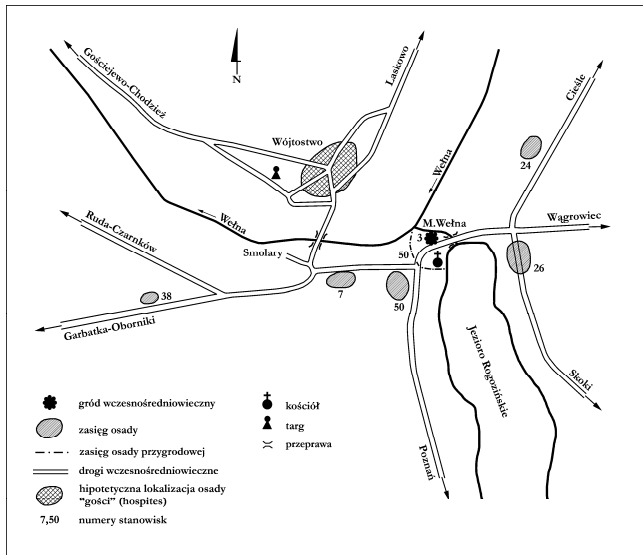 Gościejewo-Chodzież
N
Laskowo
Cieśle
Wójtostwo
24
Wełna
Wełna
M.Wełna
Wągrowiec
Ruda-Czarnków
3
50
Smolary
26
38
7
50
Garbatka-Oborniki
Jezioro Rogozińskie
Skoki
Poznań
gród wczesnośredniowieczny
zasięg osady
zasięg osady przygrodowej
drogi wczesnośredniowieczne
hipotetyczna lokalizacja osady
"gości" (hospites)
7,50 numery stanowisk
kościół
targ
przeprawa